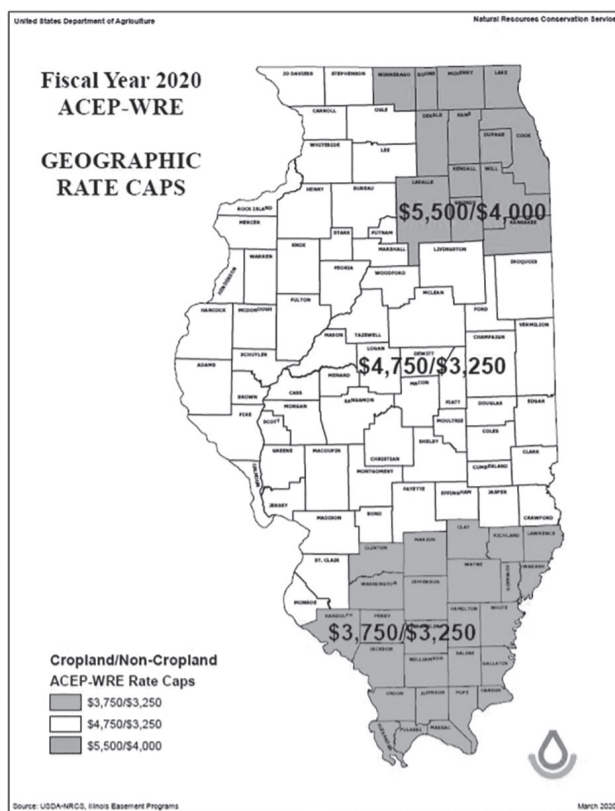 United States Department of Agriculture
Natural Resources Conservation Service
Fiscal Year 2020
ACEP-WRE
GEOGRAPHIC
RATE CAPS
JO DAVIESS STEPHENSON WINNEBAGO BOONE MCHENRY LAKE
CARROLL OGLE DEKALB KANE COOK
DUPAGE
WHITESIDE LEE
KENDALL WILL
HENRY BUREAU LASALLE
ROCK ISLAND
$5,500/$4,000
MERCER
KANKAKEE
STARK PUTNAM
KNOX MARSHALL LIVINGSTON
WARREN
HENDERSON
PEORIA WOODFORD IROQUOIS
MCLEAN
FULTON
HANCOCK MCDONOUGH FORD
MASON TAZEWELL VERMILION
LOGAN CHAMPAIGN
DEWITT
SCHUYLER
ADAMS
$4,750/$3,250
MENARD MACON
CASS
BROWN SANGAMON PIATT DOUGLAS EDGAR
PIKE MORGAN
SCOTT MOULTRIE
COLES
SHELBY
GREENE MACOUPIN CHRISTIAN CLARK
CUMBERLAND
MONTGOMERY
CALHOUN
FAYETTE EFFINGHAM JASPER
JERSEY
BOND CRAWFORD
MADISON
CLAY RICHLAND LAWRENCE
MARION
CLINTON
ST. CLAIR WAYNE WABASH
EDWARDS
WASHINGTON JEFFERSON
MONROE
RANDOLPH PERRY HAMILTON WHITE
$3,750/$3,250
JACKSON
WILLIAMSON SALINE GALLATIN
UNION JOHNSON POPE HARDIN
ALEXANDER PULASKI MASSAC
Cropland/Non-Cropland
ACEP-WRE Rate Caps
$3,750/$3,250
$4,750/$3,250
$5,500/$4,000
Source: USDA-NRCS, Illinois Easement Programs